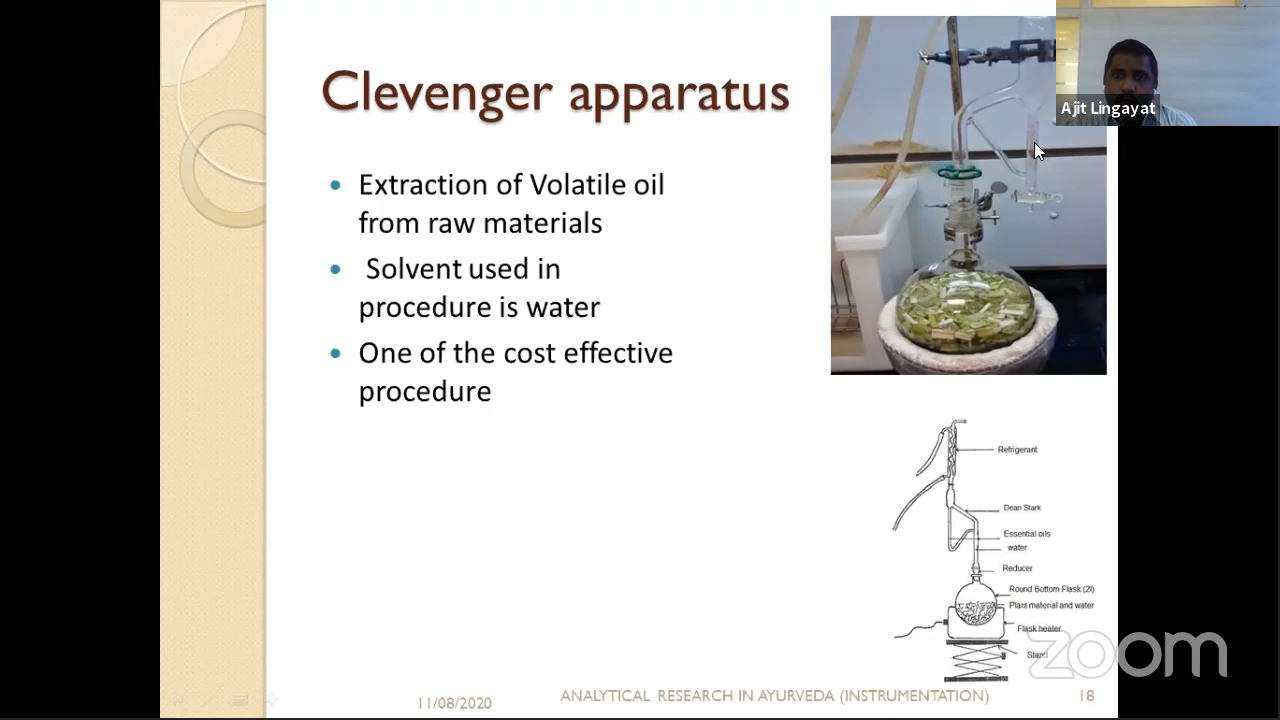 Clevenger apparatus
Ajit Lingayat
• Extraction of Volatile oil
from raw materials
• Solvent used in
procedure is water
• One of the cost effective
procedure
Refrigerant
Dean Stark
Essential oils
water
Reducer
Round Bottom Flask (2l)
Plant material and water
Flask heater
Stand
zoom
11/08/2020
ANALYTICAL RESEARCH IN AYURVEDA (INSTRUMENTATION)
18